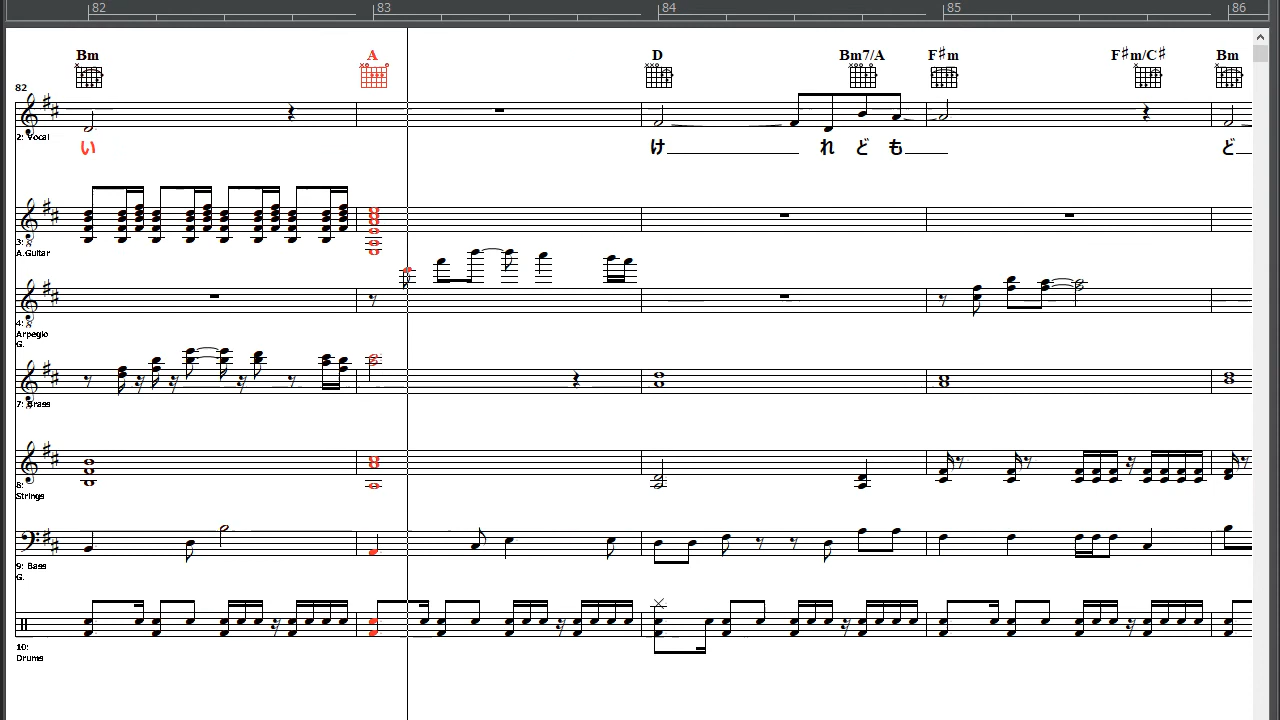 82 83 84 85 86
Bm A D Bm7/A F♯m F♯m/C♯ Bm
82
2: Vocal
い け れ ど も ど
3:
A.Guitar
4:
Arpegio
G.
7: Brass
8:
Strings
9: Bass
G.
10:
Drums